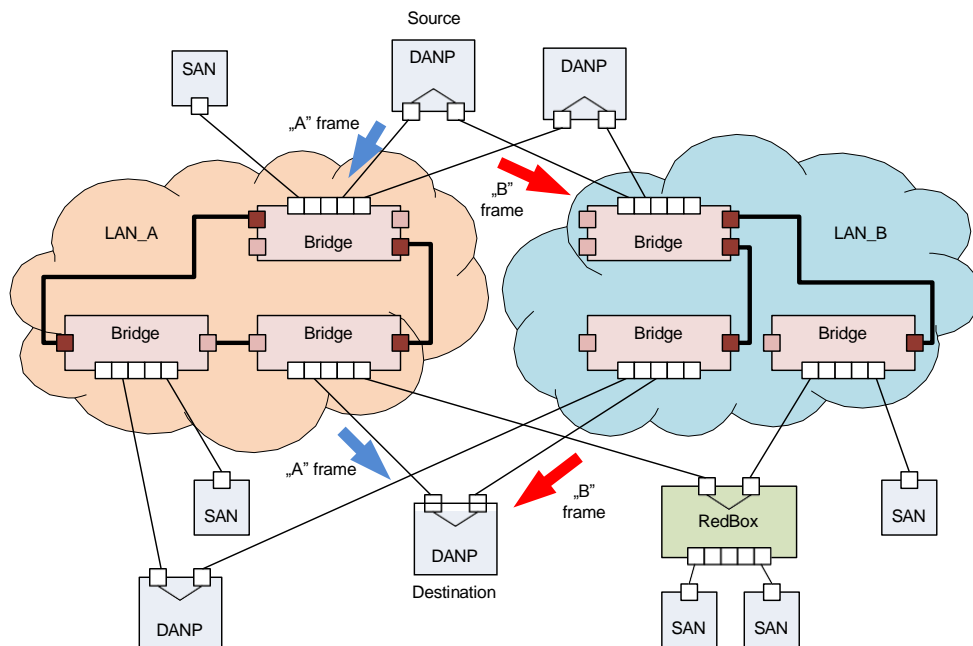 Source
SAN
DANP
DANP
„A” frame
„B”
frame
LAN_A
Bridge
Bridge
LAN_B
Bridge
Bridge
Bridge
Bridge
„A” frame
„B”
frame
SAN
DANP
Destination
RedBox
SAN
DANP
SAN
SAN